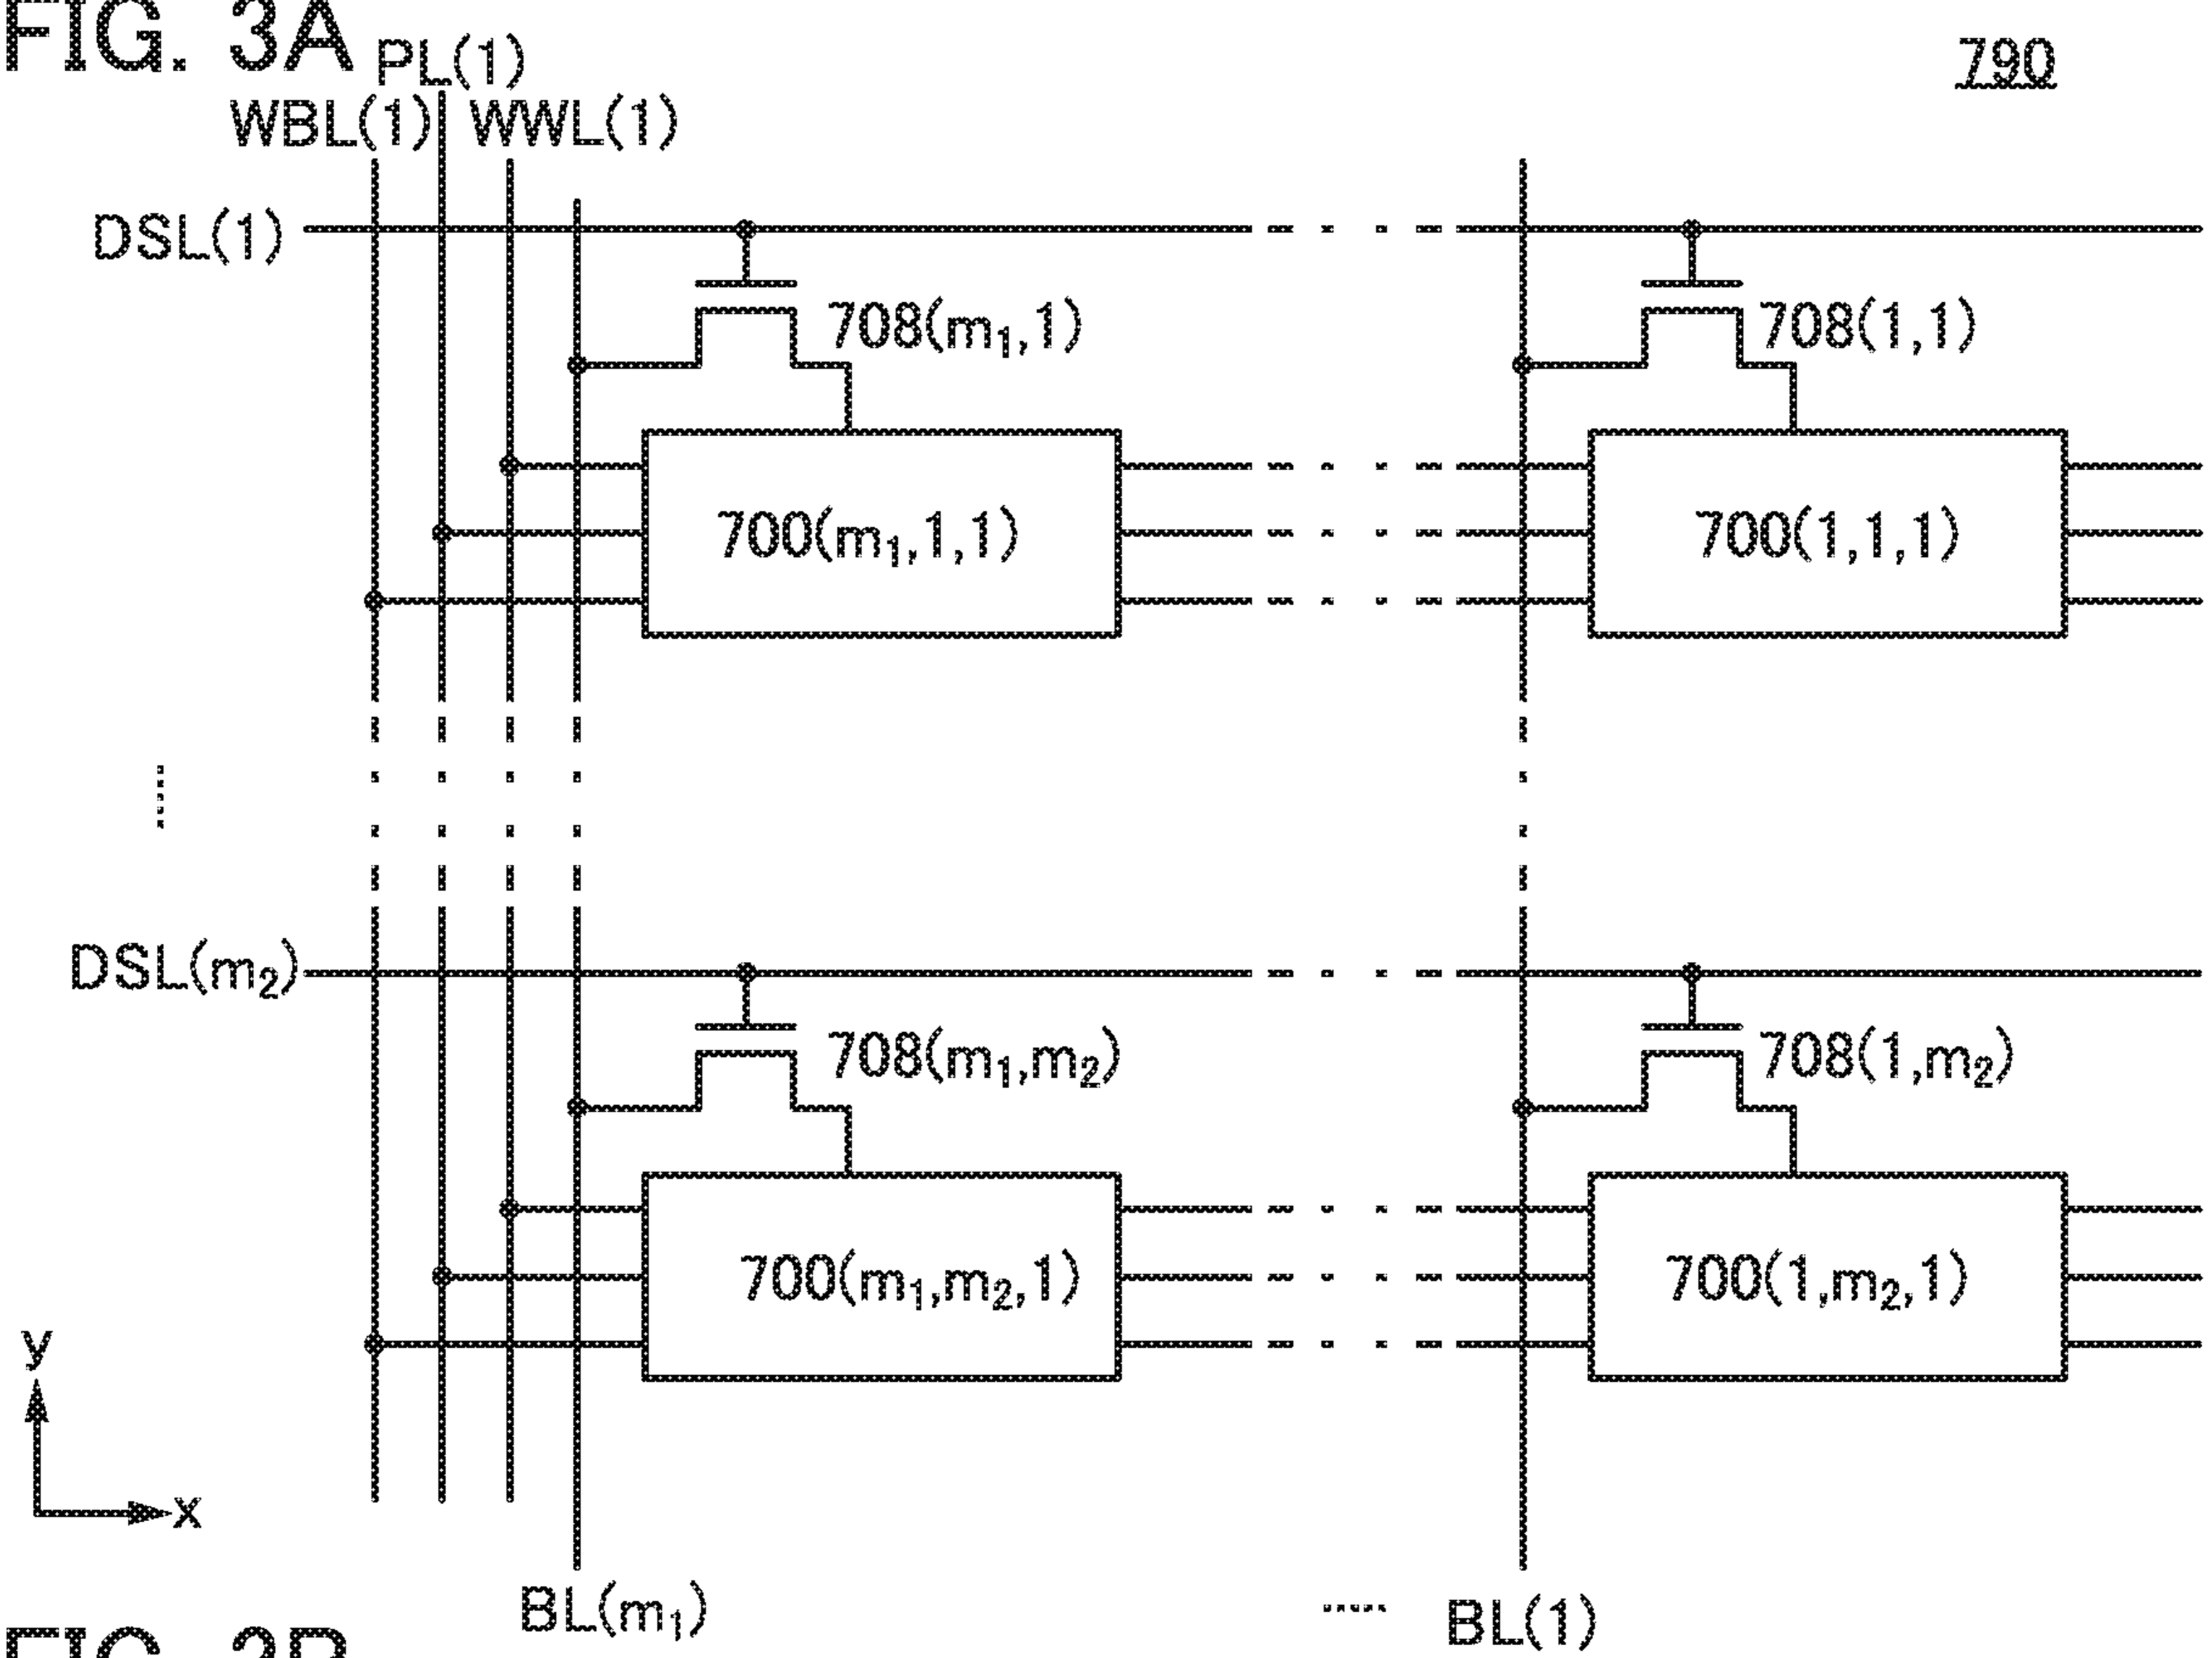 FIG. 3A
PL(1)
790
WBL(1) WWL(1)
DSL(1)
708(m₁,1)
708(1,1)
700(m₁,1,1)
700(1,1,1)
DSL(m₂)
708(m₁,m₂)
708(1,m₂)
700(m₁,m₂,1)
700(1,m₂,1)
y
x
BL(m₁)
BL(1)
FIG. 3B